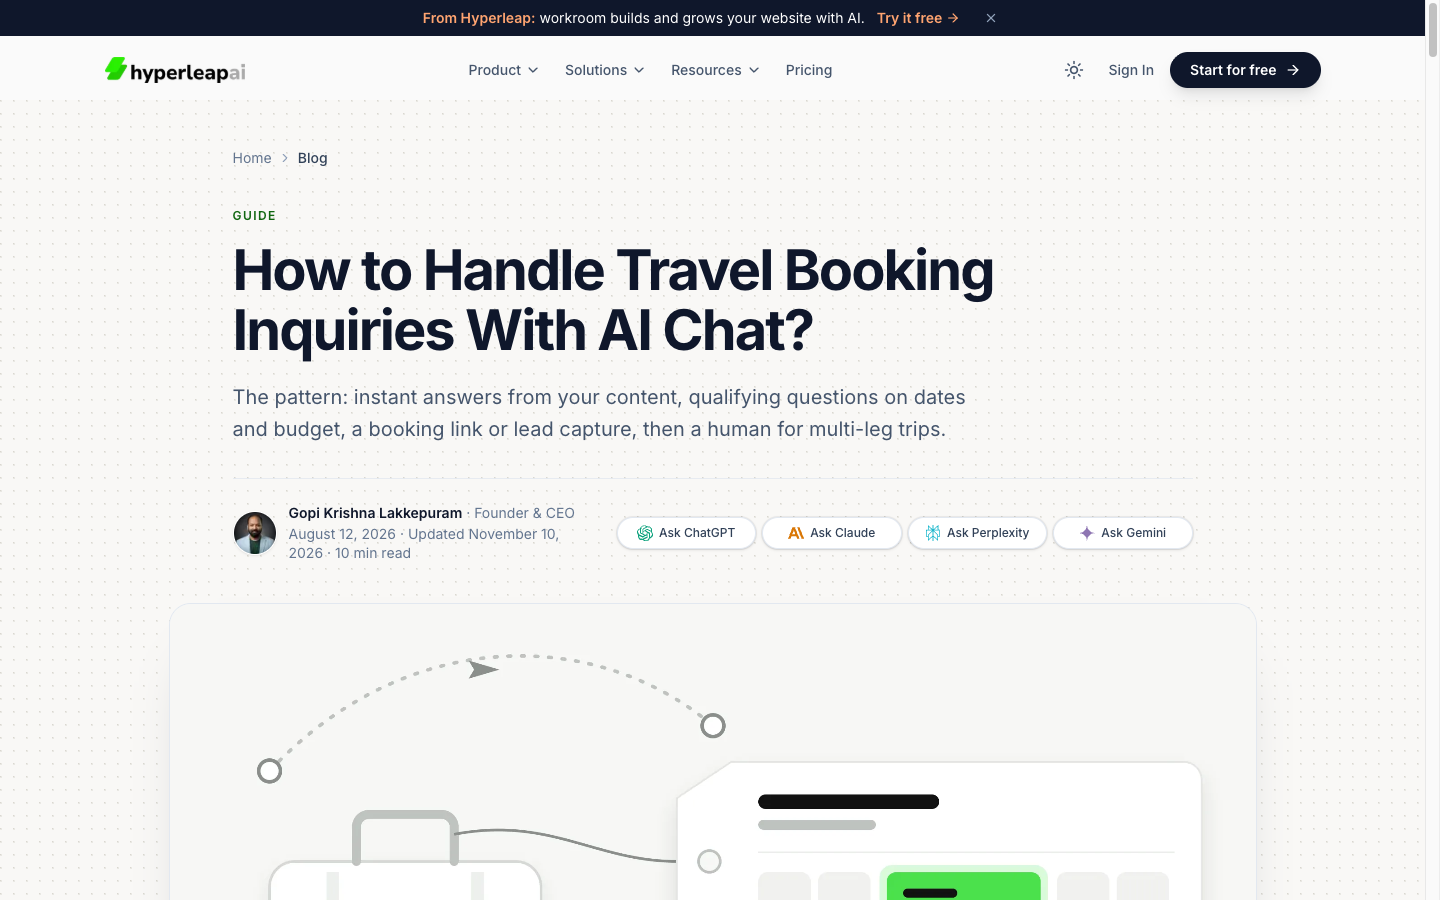 From Hyperleap: workroom builds and grows your website with AI. Try it free →
hyperleapai
Product
Solutions
Resources
Pricing
Sign In
Start for free →
Home > Blog
GUIDE
How to Handle Travel Booking
Inquiries With AI Chat?
The pattern: instant answers from your content, qualifying questions on dates
and budget, a booking link or lead capture, then a human for multi-leg trips.
Gopi Krishna Lakkepuram · Founder & CEO
August 12, 2026 · Updated November 10,
2026 · 10 min read
Ask ChatGPT
Ask Claude
Ask Perplexity
Ask Gemini